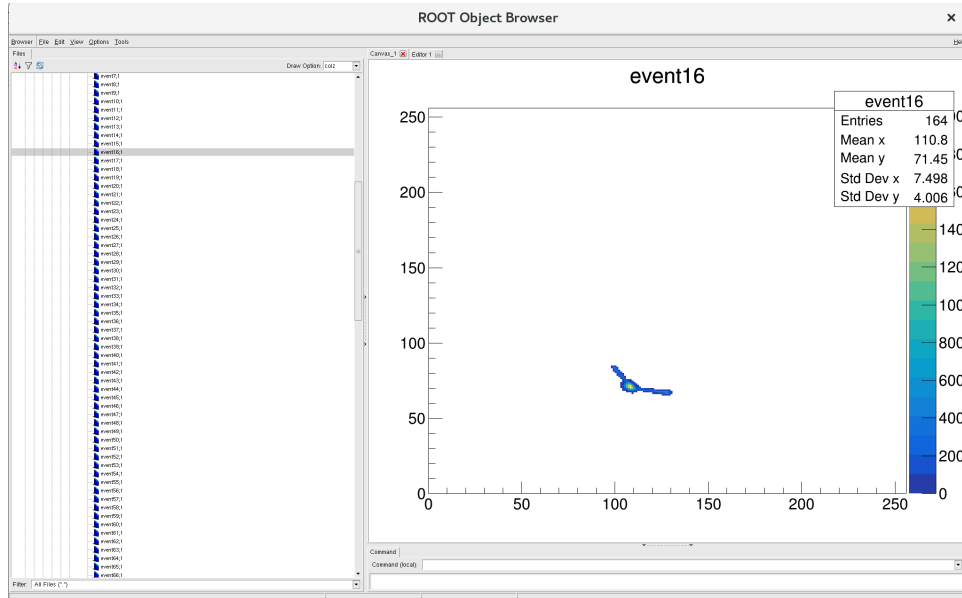 ROOT Object Browser
Browser File Edit View Options Tools
Files
Draw Option: colz
event7;1
event8;1
event9;1
event10;1
event11;1
event12;1
event13;1
event14;1
event15;1
event16;1
event17;1
event18;1
event19;1
event20;1
event21;1
event22;1
event23;1
event24;1
event25;1
event26;1
event27;1
event28;1
event29;1
event30;1
event31;1
event32;1
event33;1
event34;1
event35;1
event36;1
event37;1
event38;1
event39;1
event40;1
event41;1
event42;1
event43;1
event44;1
event45;1
event46;1
event47;1
event48;1
event49;1
event50;1
event51;1
event52;1
event53;1
event54;1
event55;1
event56;1
event57;1
event58;1
event59;1
event60;1
event61;1
event62;1
event63;1
event64;1
event65;1
event66;1
Filter: All Files (*.*)
Canvas_1 Editor 1
event16
event16
Entries 164
Mean x 110.8
Mean y 71.45
Std Dev x 7.498
Std Dev y 4.006
250
200
150
100
50
0
0 50 100 150 200 250
140
120
100
800
600
400
200
0
Command
Command (local):